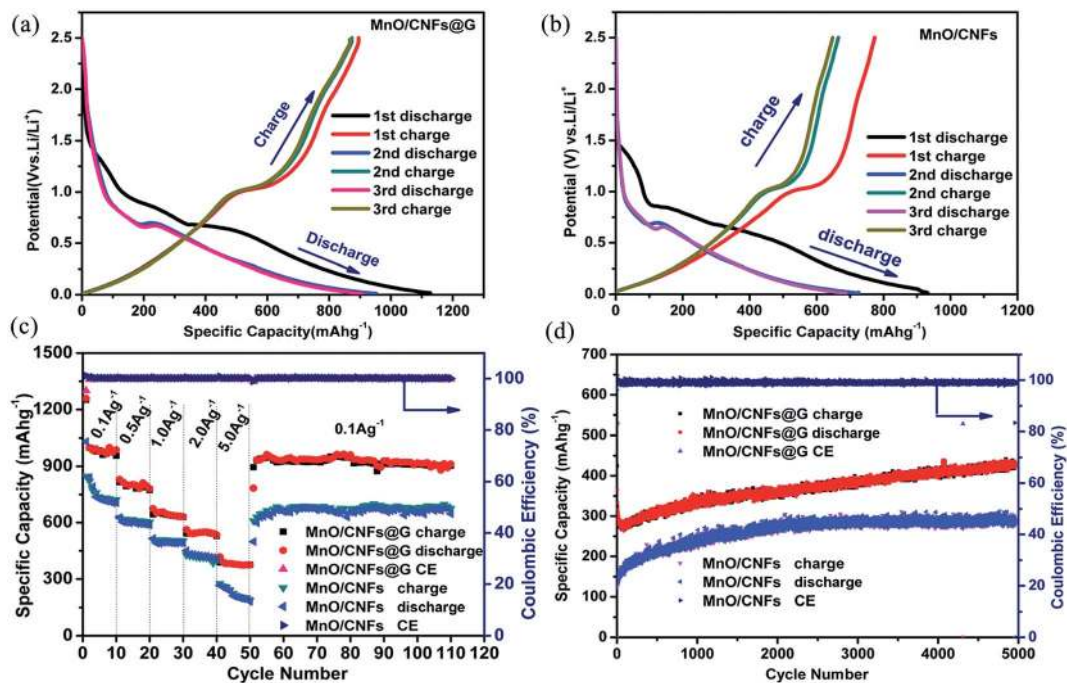 (a)
MnO/CNFs@G
2.5
2.0
1.5
1.0
0.5
0.0
Potential(Vvs.Li/Li⁺)
Charge
1st discharge
1st charge
2nd discharge
2nd charge
3rd discharge
3rd charge
Discharge
0 200 400 600 800 1000 1200
Specific Capacity(mAhg⁻¹)
(b)
MnO/CNFs
2.5
2.0
1.5
1.0
0.5
0.0
Potential (V) vs.Li/Li⁺
charge
1st discharge
1st charge
2nd discharge
2nd charge
3rd discharge
3rd charge
discharge
0 200 400 600 800 1000 1200
Specific Capacity (mAhg⁻¹)
(c)
1500
1350
1200
1050
900
750
600
450
300
150
0
Specific Capacity (mAhg⁻¹)
0.1Ag⁻¹
0.5Ag⁻¹
1.0Ag⁻¹
2.0Ag⁻¹
5.0Ag⁻¹
0.1Ag⁻¹
MnO/CNFs@G charge
MnO/CNFs@G discharge
MnO/CNFs@G CE
MnO/CNFs charge
MnO/CNFs discharge
MnO/CNFs CE
100
80
60
40
20
0
Coulombic Efficiency (%)
0 10 20 30 40 50 60 70 80 90 100 110 120
Cycle Number
(d)
700
600
500
400
300
200
100
0
Specific Capacity (mAhg⁻¹)
MnO/CNFs@G charge
MnO/CNFs@G discharge
MnO/CNFs@G CE
MnO/CNFs charge
MnO/CNFs discharge
MnO/CNFs CE
100
80
60
40
20
0
Coulombic Efficiency (%)
0 1000 2000 3000 4000 5000
Cycle Number